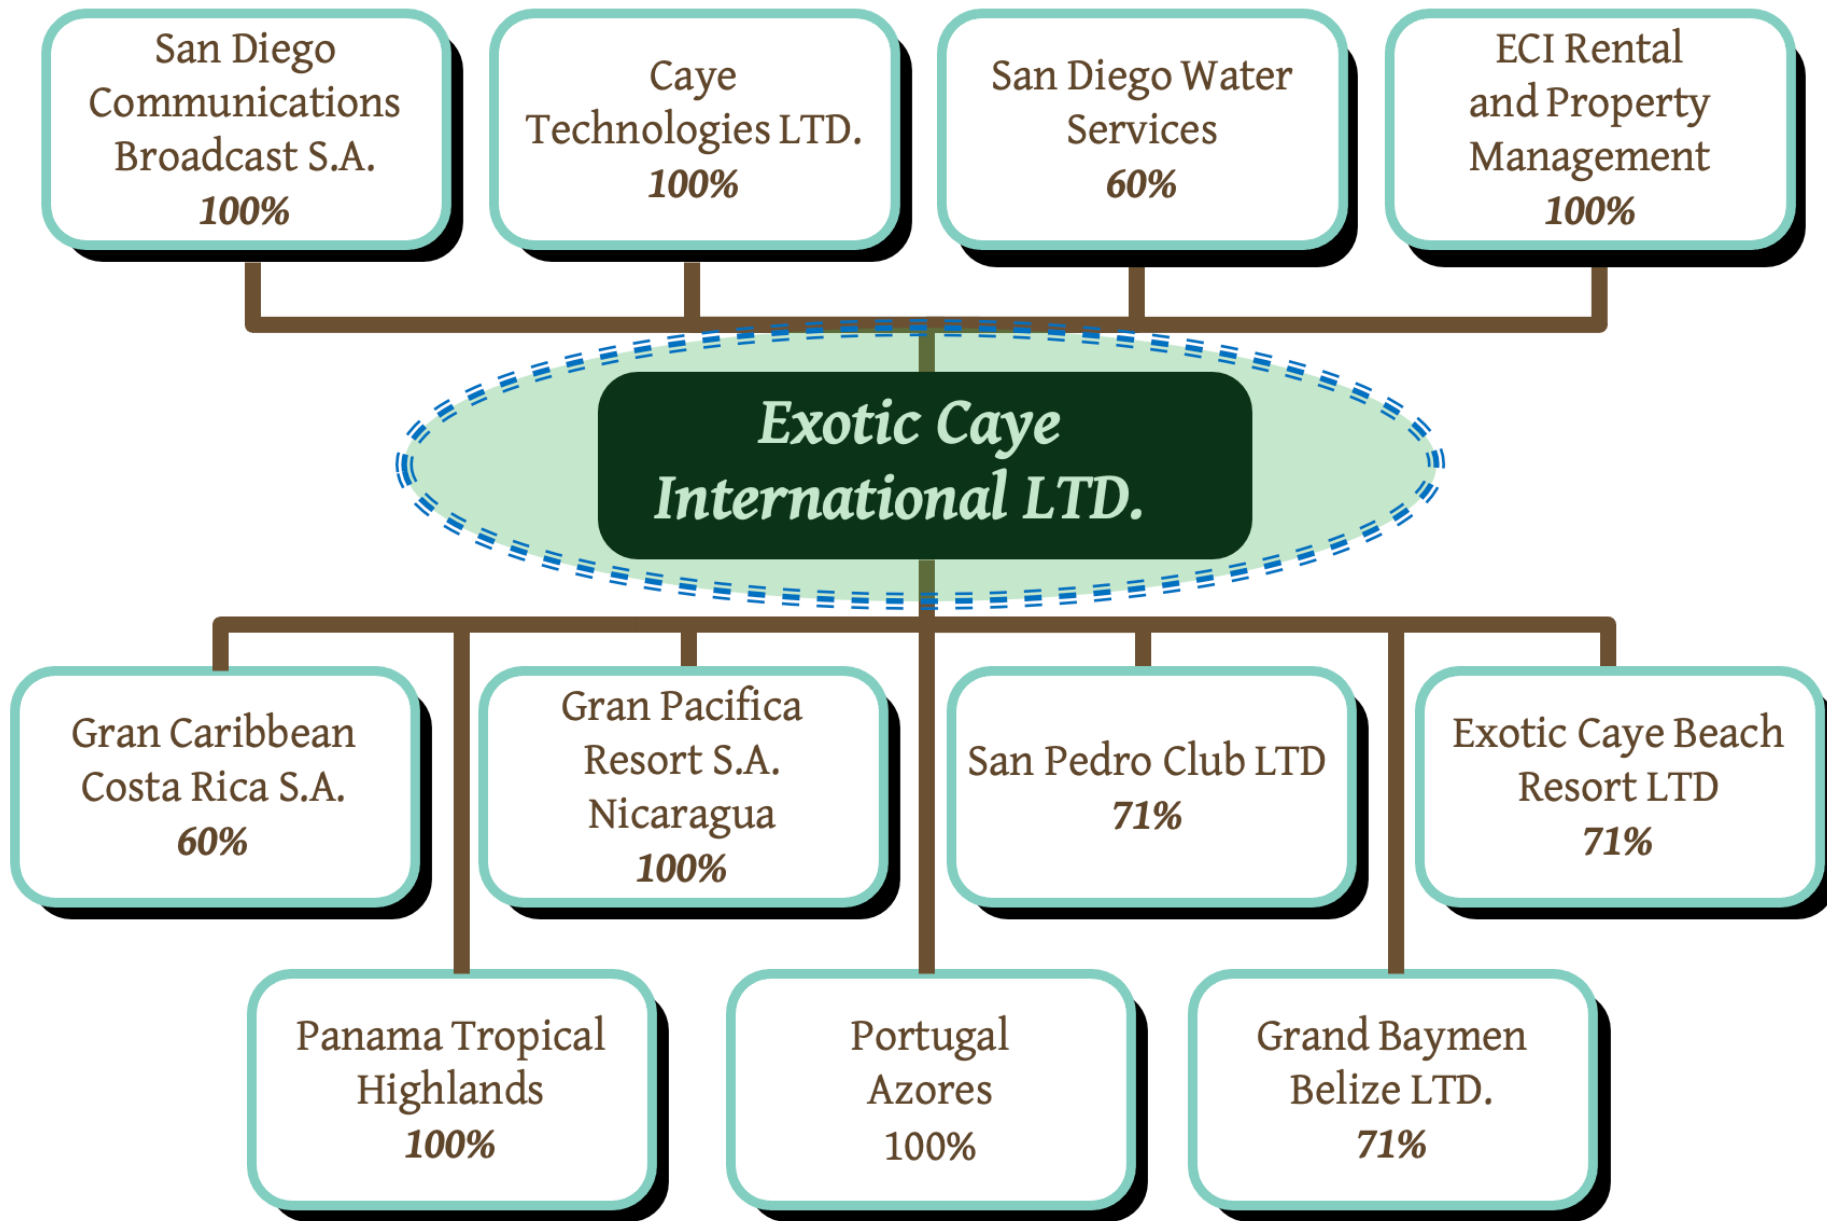 San Diego
Communications
Broadcast S.A.
100%
Caye
Technologies LTD.
100%
San Diego Water
Services
60%
ECI Rental
and Property
Management
100%
Exotic Caye
International LTD.
Gran Caribbean
Costa Rica S.A.
60%
Gran Pacifica
Resort S.A.
Nicaragua
100%
San Pedro Club LTD
71%
Exotic Caye Beach
Resort LTD
71%
Panama Tropical
Highlands
100%
Portugal
Azores
100%
Grand Baymen
Belize LTD.
71%